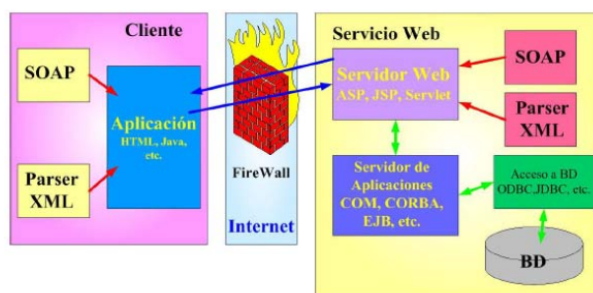 Cliente
SOAP
Aplicación
HTML, Java,
etc.
Parser
XML
FireWall
Internet
Servicio Web
Servidor Web
ASP, JSP, Servlet
SOAP
Parser
XML
Servidor de
Aplicaciones
COM, CORBA,
EJB, etc.
Acceso a BD
ODBC,JDBC, etc.
BD